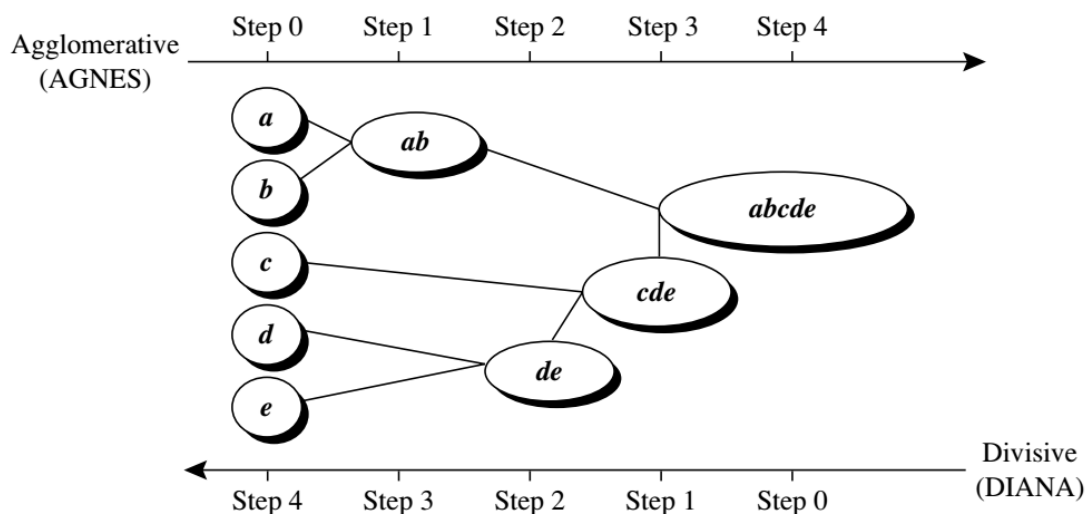 Step 0 Step 1 Step 2 Step 3 Step 4
Agglomerative
(AGNES)
a
ab
b
abcde
c
cde
d
de
e
Divisive
(DIANA)
Step 4 Step 3 Step 2 Step 1 Step 0